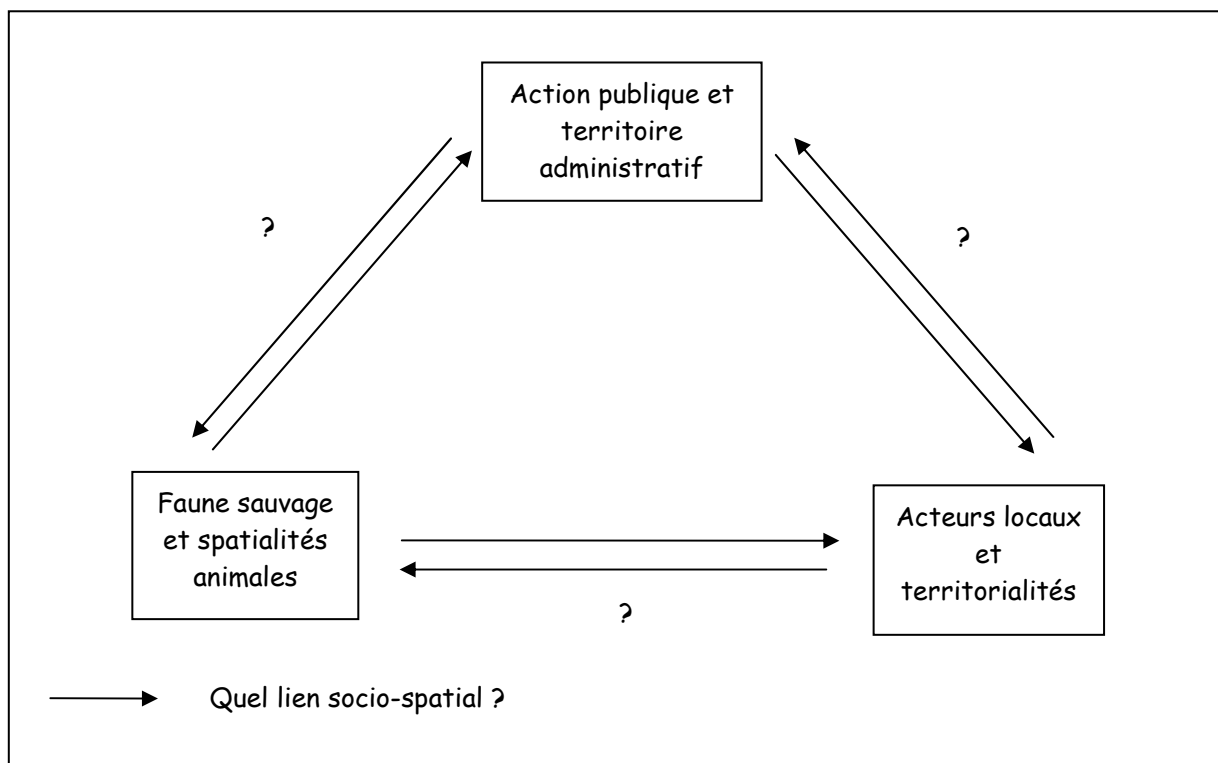 Action publique et
territoire
administratif
?
?
Faune sauvage
et spatialités
animales
Acteurs locaux
et
territorialités
?
Quel lien socio-spatial ?